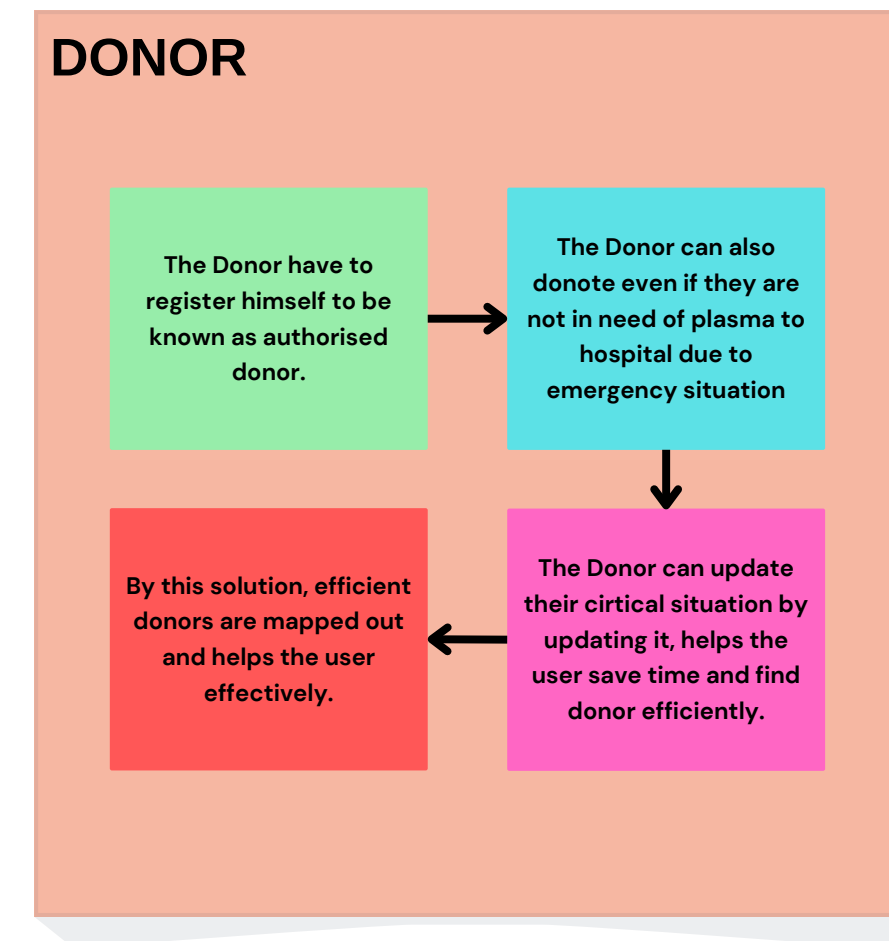 DONOR
The Donor have to
register himself to be
known as authorised
donor.
The Donor can also
donote even if they are
not in need of plasma to
hospital due to
emergency situation
The Donor can update
their cirtical situation by
updating it, helps the
user save time and find
donor efficiently.
By this solution, efficient
donors are mapped out
and helps the user
effectively.